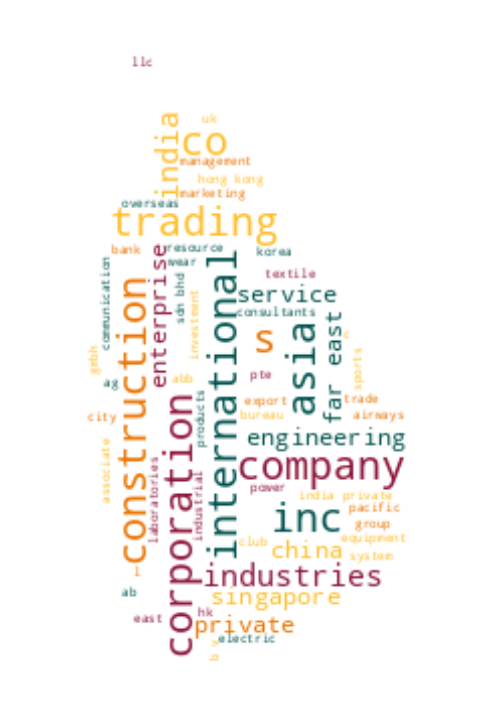 llc
india
uk
co
management
hong kong
marketing
overseas
trading
bank
resource
korea
wear
communication
enterprise
sdn bhd
international
textile
service
construction
investment
consultants
s
asia
far east
gmbh
sports
ag
abb
pte
products
corporation
export
trade
city
bureau
airways
engineering
associate
laboratories
industrial
company
power
india private
pacific
inc
group
equipment
club
china
system
l
industries
ab
singapore
east
hk
private
electric
b v